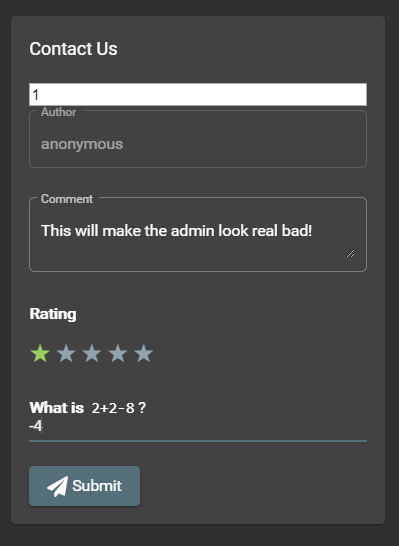 Contact Us
1
Author
anonymous
Comment
This will make the admin look real bad!
Rating
What is 2+2-8 ?
-4
Submit